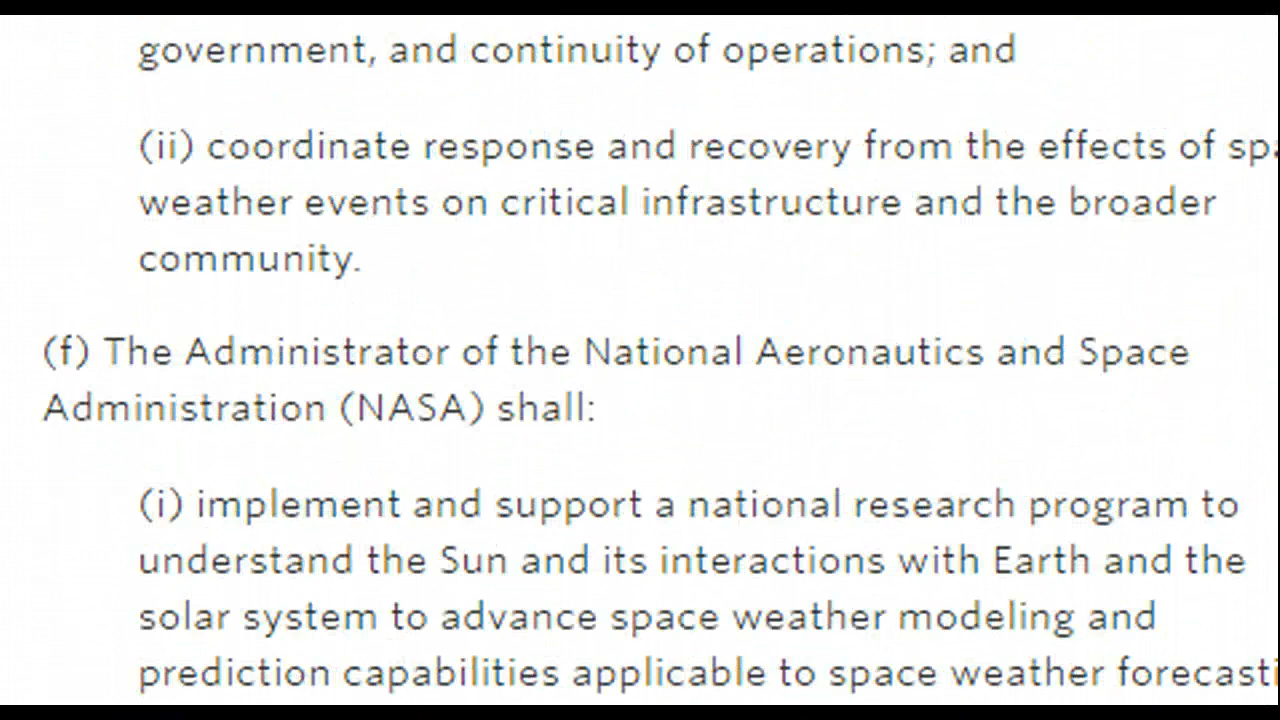 government, and continuity of operations; and
(ii) coordinate response and recovery from the effects of
weather events on critical infrastructure and the broader
community.
(f) The Administrator of the National Aeronautics and Space
Administration (NASA) shall:
(i) implement and support a national research program to
understand the Sun and its interactions with Earth and the
solar system to advance space weather modeling and
prediction capabilities applicable to space weather